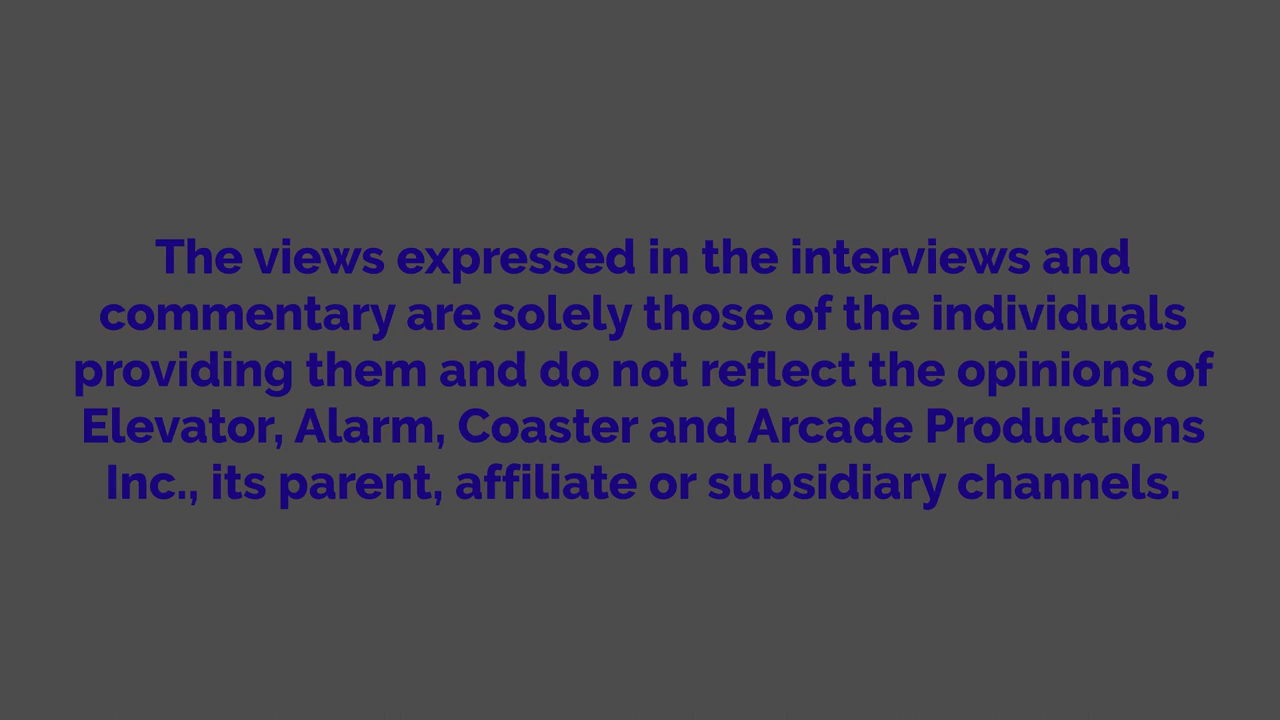 The views expressed in the interviews and
commentary are solely those of the individuals
providing them and do not reflect the opinions of
Elevator, Alarm, Coaster and Arcade Productions
Inc., its parent, affiliate or subsidiary channels.